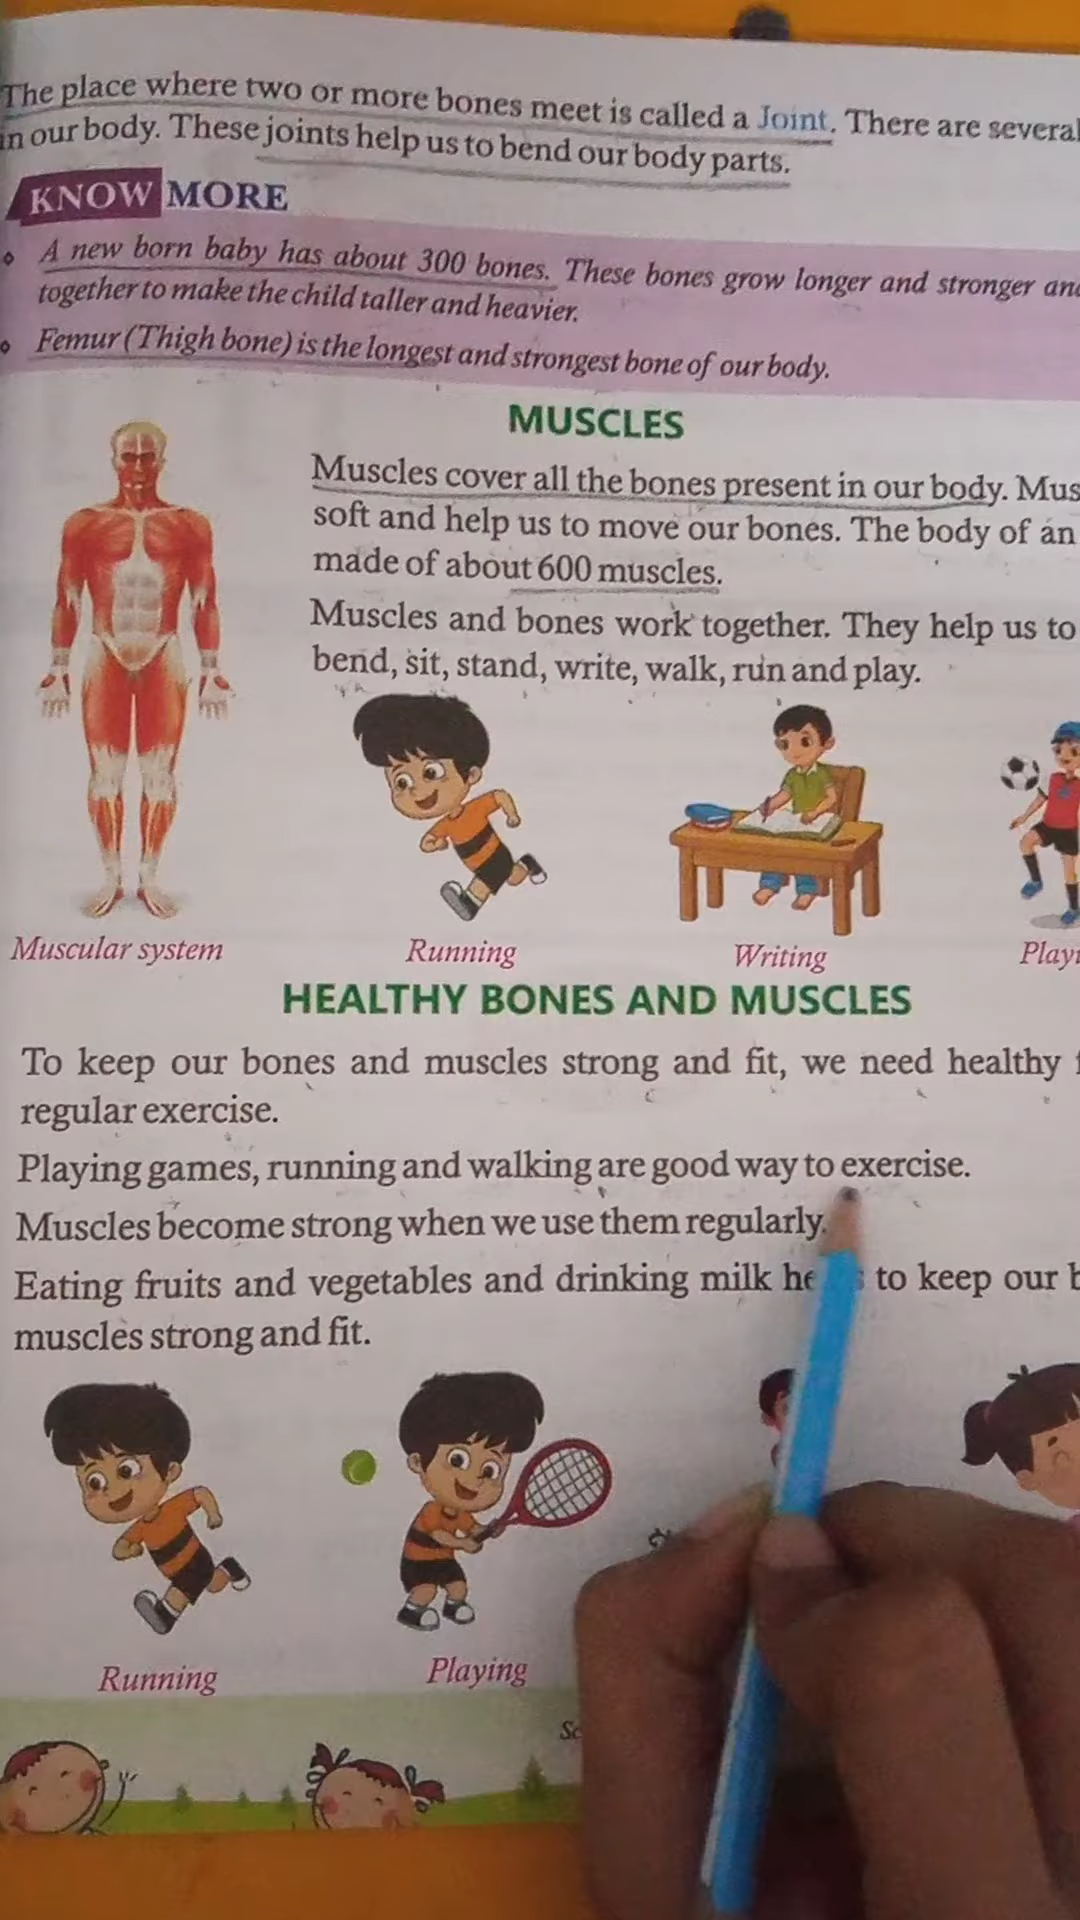 The place where two or more bones meet is called a Joint. There are several
in our body. These joints help us to bend our body parts.
KNOW MORE
A new born baby has about 300 bones. These bones grow longer and stronger and
together to make the child taller and heavier.
Femur (Thigh bone) is the longest and strongest bone of our body.
MUSCLES
Muscles cover all the bones present in our body. Mus
soft and help us to move our bones. The body of an
made of about 600 muscles.
Muscles and bones work together. They help us to
bend, sit, stand, write, walk, run and play.
Muscular system
Running
Writing
Play
HEALTHY BONES AND MUSCLES
To keep our bones and muscles strong and fit, we need healthy
regular exercise.
Playing games, running and walking are good way to exercise.
Muscles become strong when we use them regularly.
Eating fruits and vegetables and drinking milk he to keep our
muscles strong and fit.
Running
Playing